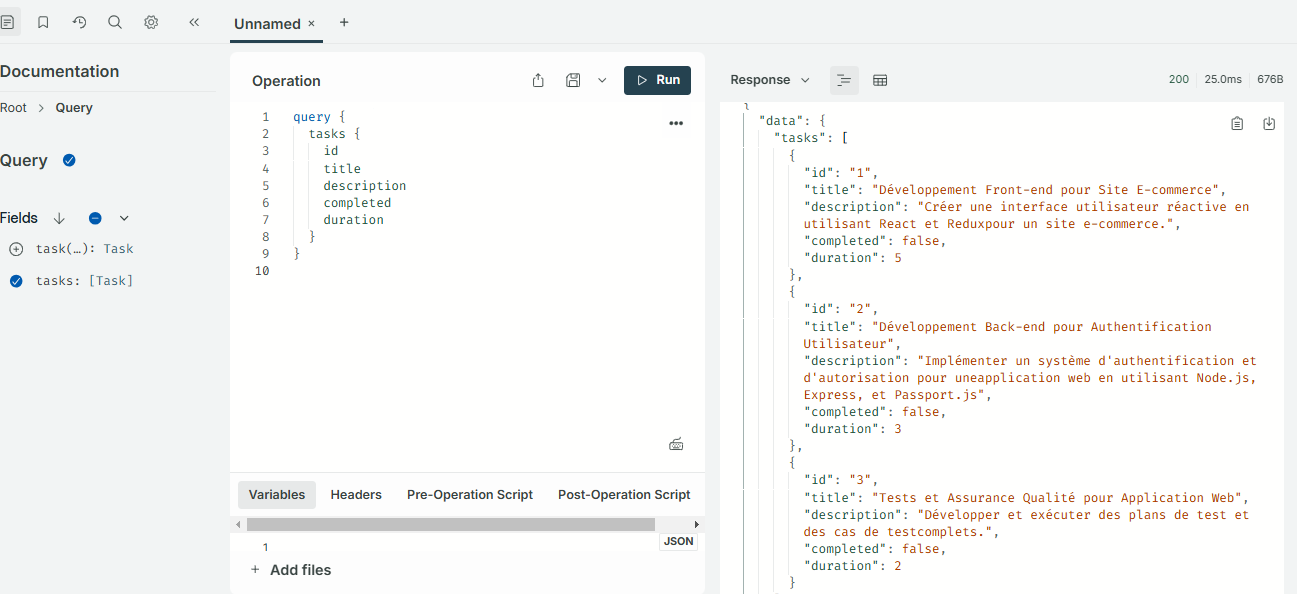 Unnamed × +
Documentation
Root > Query
Query
Fields
task(…): Task
tasks: [Task]
Operation
Run
1 query {
2 tasks {
3 id
4 title
5 description
6 completed
7 duration
8 }
9 }
10
Variables Headers Pre-Operation Script Post-Operation Script
1
JSON
+ Add files
Response
200 25.0ms 676B
{
"data": {
"tasks": [
{
"id": "1",
"title": "Développement Front-end pour Site E-commerce",
"description": "Créer une interface utilisateur réactive en
utilisant React et Reduxpour un site e-commerce.",
"completed": false,
"duration": 5
},
{
"id": "2",
"title": "Développement Back-end pour Authentification
Utilisateur",
"description": "Implémenter un système d'authentification et
d'autorisation pour uneapplication web en utilisant Node.js,
Express, et Passport.js",
"completed": false,
"duration": 3
},
{
"id": "3",
"title": "Tests et Assurance Qualité pour Application Web",
"description": "Développer et exécuter des plans de test et
des cas de testcomplets.",
"completed": false,
"duration": 2
}